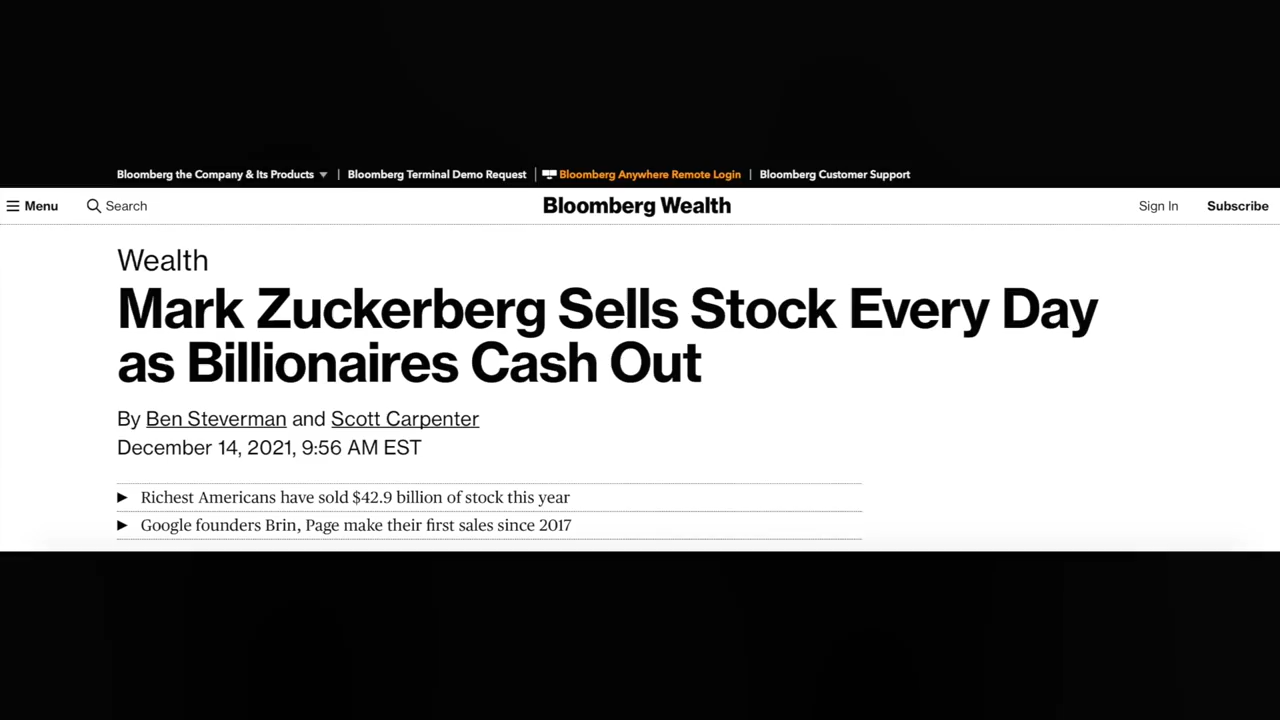 Bloomberg the Company & Its Products ▼ | Bloomberg Terminal Demo Request | Bloomberg Anywhere Remote Login | Bloomberg Customer Support
Menu Search Bloomberg Wealth Sign In Subscribe
Wealth
Mark Zuckerberg Sells Stock Every Day
as Billionaires Cash Out
By Ben Steverman and Scott Carpenter
December 14, 2021, 9:56 AM EST
► Richest Americans have sold $42.9 billion of stock this year
► Google founders Brin, Page make their first sales since 2017